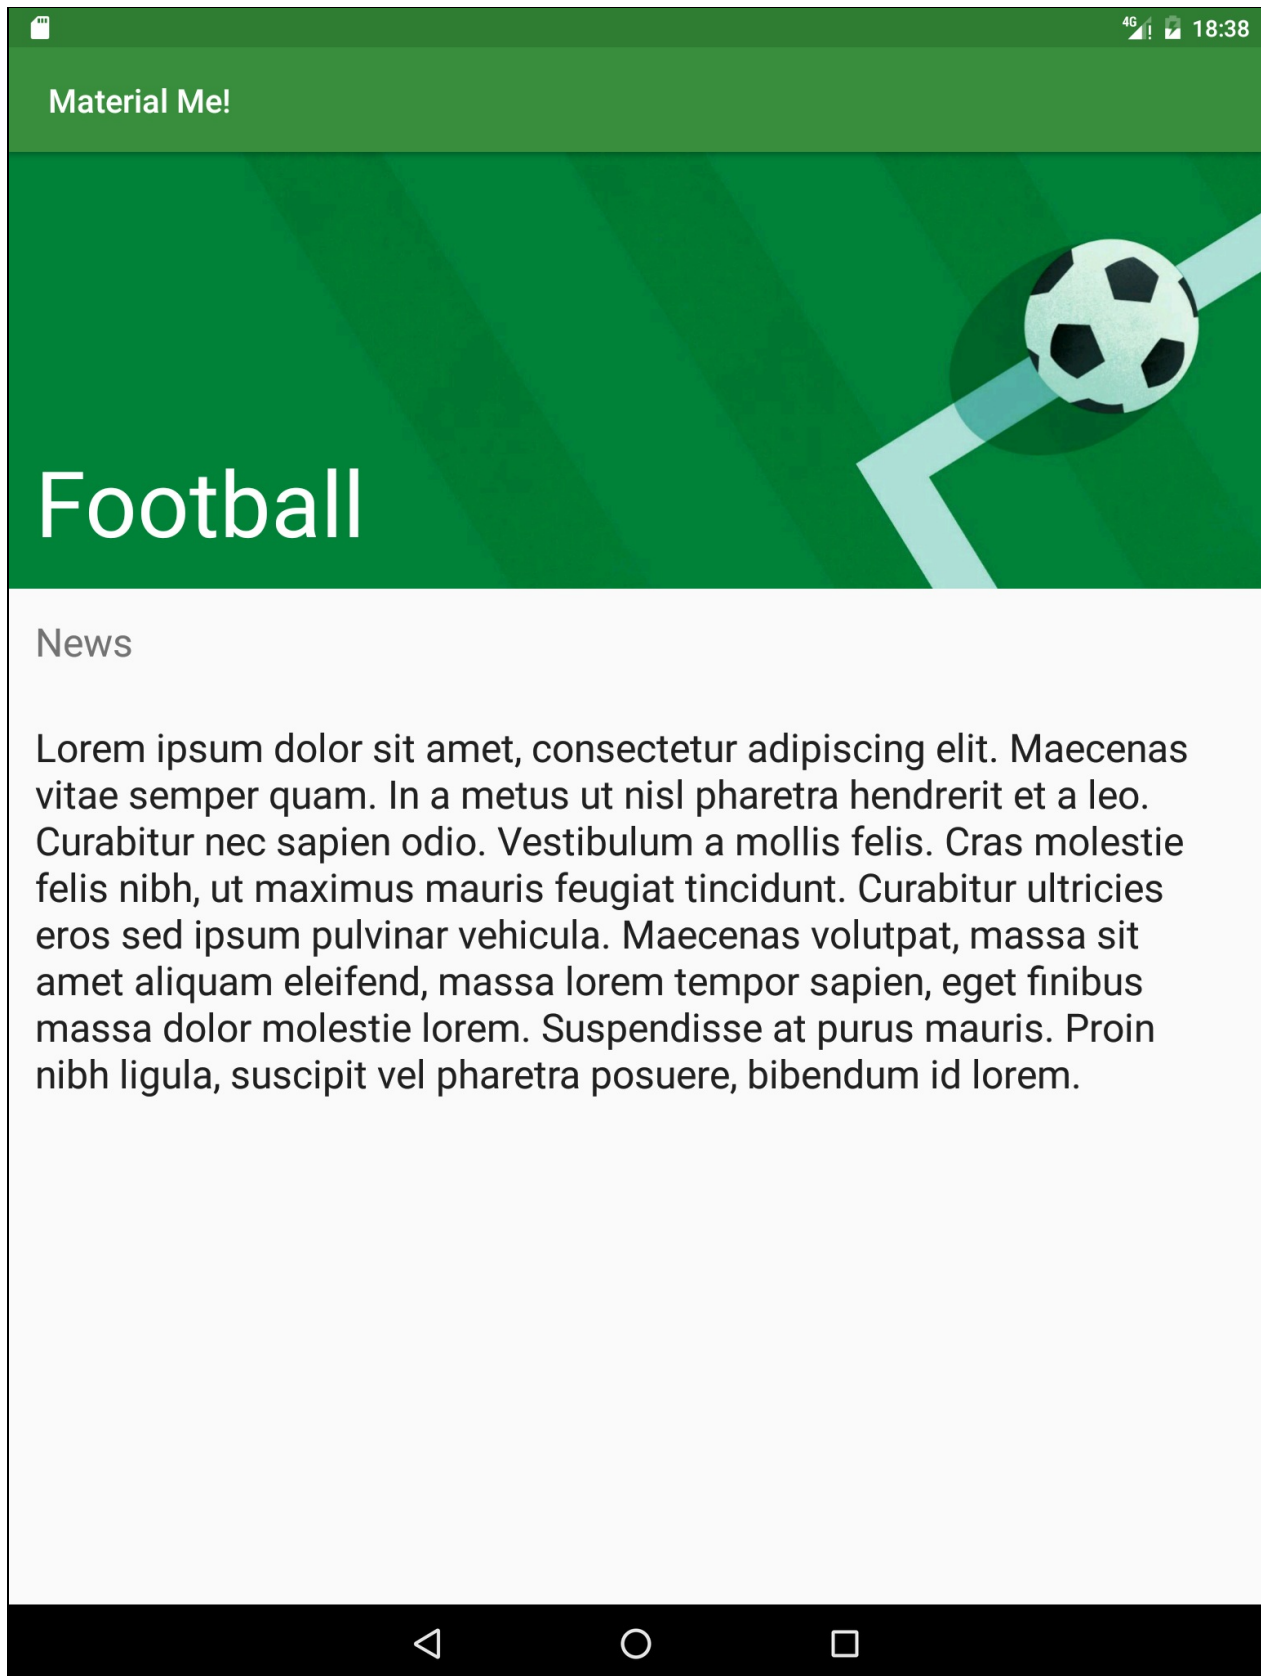 4G 18:38
Material Me!
Football
News
Lorem ipsum dolor sit amet, consectetur adipiscing elit. Maecenas
vitae semper quam. In a metus ut nisl pharetra hendrerit et a leo.
Curabitur nec sapien odio. Vestibulum a mollis felis. Cras molestie
felis nibh, ut maximus mauris feugiat tincidunt. Curabitur ultricies
eros sed ipsum pulvinar vehicula. Maecenas volutpat, massa sit
amet aliquam eleifend, massa lorem tempor sapien, eget finibus
massa dolor molestie lorem. Suspendisse at purus mauris. Proin
nibh ligula, suscipit vel pharetra posuere, bibendum id lorem.